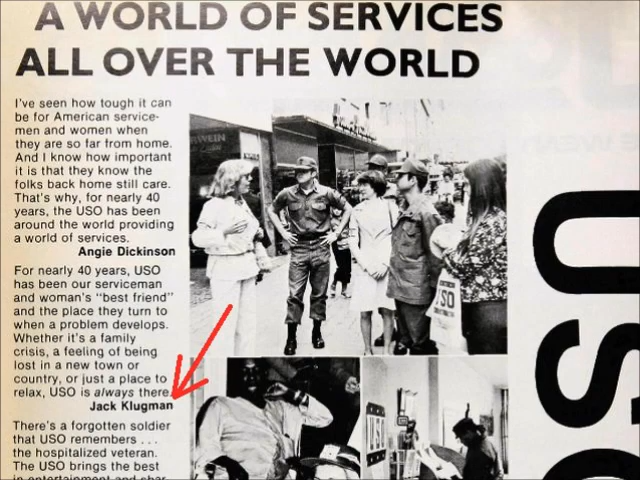 A WORLD OF SERVICES
ALL OVER THE WORLD
I've seen how tough it can
be for American service-
men and women when
they are so far from home.
And I know how important
it is that they know the
folks back home still care.
That's why, for nearly 40
years, the USO has been
around the world providing
a world of services.
Angie Dickinson
For nearly 40 years, USO
has been our serviceman
and woman's "best friend"
and the place they turn to
when a problem develops.
Whether it's a family
crisis, a feeling of being
lost in a new town or
country, or just a place to
relax, USO is always there.
Jack Klugman
There's a forgotten soldier
that USO remembers . . .
the hospitalized veteran.
The USO brings the best
in entertainment and shar-
USO
USO
USO